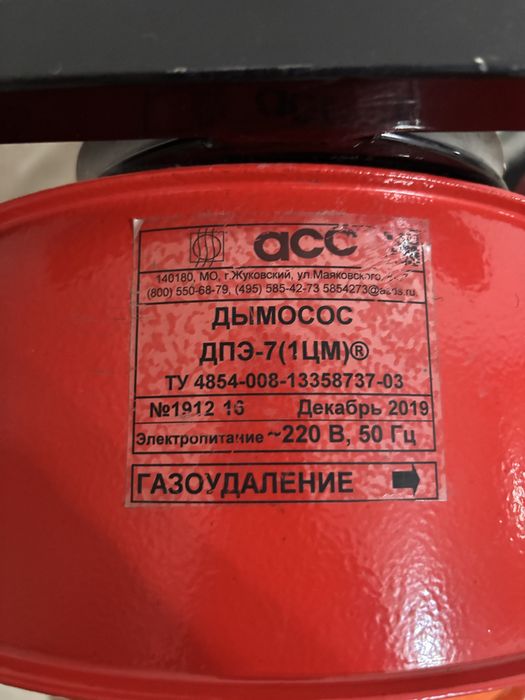 асс
140180, МО, г.Жуковский, ул.Маяковского,
(800) 550-68-79, (495) 585-42-73
ДЫМОСОС
ДПЭ-7(1ЦМ)®
ТУ 4854-008-13358737-03
№1912 16 Декабрь 2019
Электропитание ~220 В, 50 Гц
ГАЗОУДАЛЕНИЕ